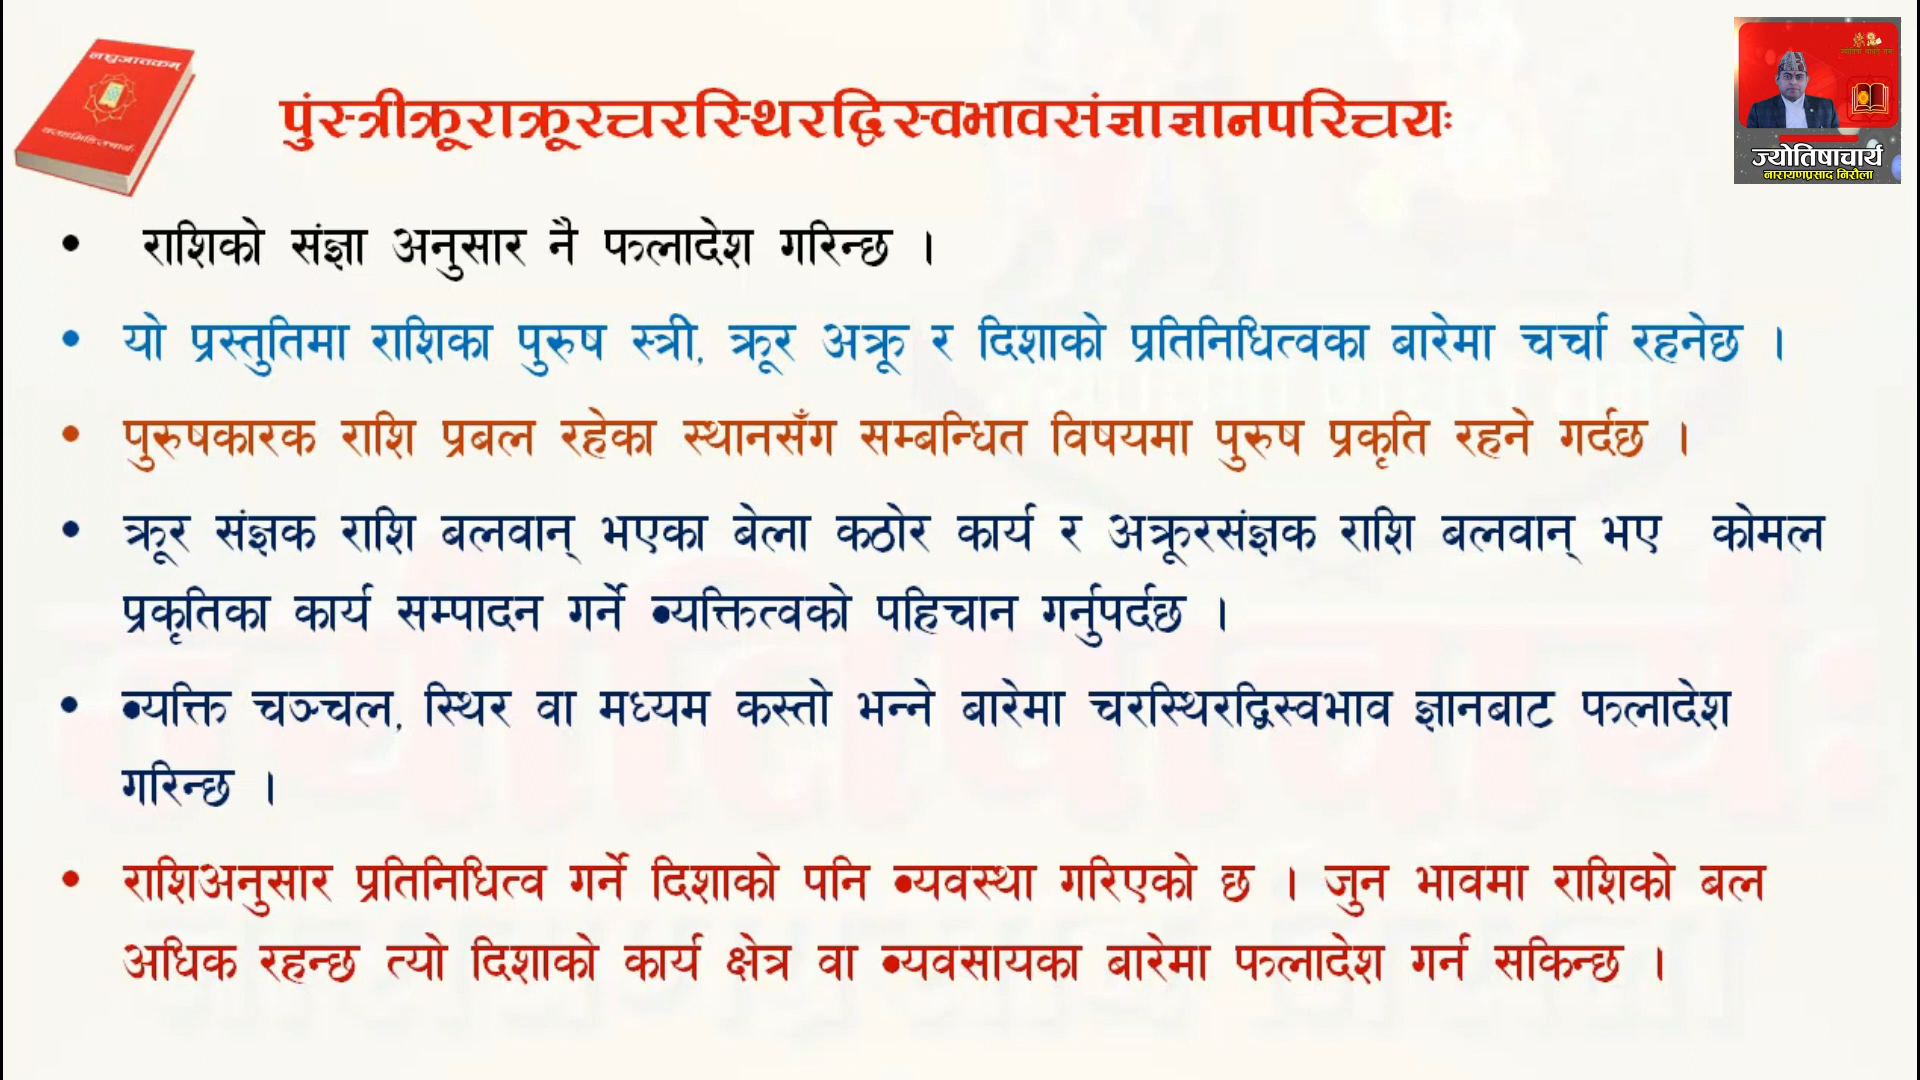 लघुजातकम्
वराहमिहिराचार्यः
पुंस्त्रीक्रूराक्रूरचरस्थिरद्विस्वभावसंज्ञाज्ञानपरिचयः
ज्योतिषाचार्य
नारायणप्रसाद निरौला
• राशिको संज्ञा अनुसार नै फलादेश गरिन्छ ।
• यो प्रस्तुतिमा राशिका पुरुष स्त्री, क्रूर अक्रू र दिशाको प्रतिनिधित्वका बारेमा चर्चा रहनेछ ।
• पुरुषकारक राशि प्रबल रहेका स्थानसँग सम्बन्धित विषयमा पुरुष प्रकृति रहने गर्दछ ।
• क्रूर संज्ञक राशि बलवान् भएका बेला कठोर कार्य र अक्रूरसंज्ञक राशि बलवान् भए कोमल
प्रकृतिका कार्य सम्पादन गर्ने व्यक्तित्वको पहिचान गर्नुपर्दछ ।
• व्यक्ति चञ्चल, स्थिर वा मध्यम कस्तो भन्ने बारेमा चरस्थिरद्विस्वभाव ज्ञानबाट फलादेश
गरिन्छ ।
• राशिअनुसार प्रतिनिधित्व गर्ने दिशाको पनि व्यवस्था गरिएको छ । जुन भावमा राशिको बल
अधिक रहन्छ त्यो दिशाको कार्य क्षेत्र वा व्यवसायका बारेमा फलादेश गर्न सकिन्छ ।